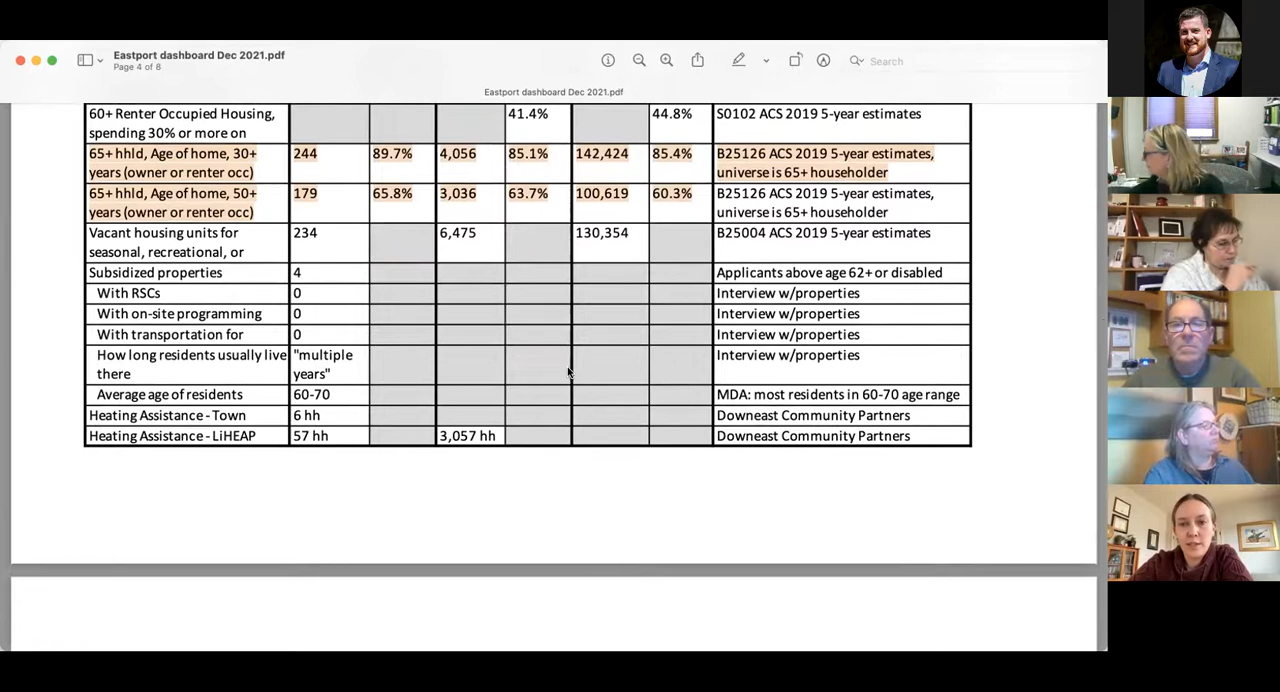 Eastport dashboard Dec 2021.pdf
Page 4 of 8
Search
Eastport dashboard Dec 2021.pdf
60+ Renter Occupied Housing, 41.4% 44.8% S0102 ACS 2019 5-year estimates
spending 30% or more on
65+ hhld, Age of home, 30+ 244 89.7% 4,056 85.1% 142,424 85.4% B25126 ACS 2019 5-year estimates,
years (owner or renter occ) universe is 65+ householder
65+ hhld, Age of home, 50+ 179 65.8% 3,036 63.7% 100,619 60.3% B25126 ACS 2019 5-year estimates,
years (owner or renter occ) universe is 65+ householder
Vacant housing units for 234 6,475 130,354 B25004 ACS 2019 5-year estimates
seasonal, recreational, or
Subsidized properties 4 Applicants above age 62+ or disabled
With RSCs 0 Interview w/properties
With on-site programming 0 Interview w/properties
With transportation for 0 Interview w/properties
How long residents usually live "multiple Interview w/properties
there years"
Average age of residents 60-70 MDA: most residents in 60-70 age range
Heating Assistance - Town 6 hh Downeast Community Partners
Heating Assistance - LiHEAP 57 hh 3,057 hh Downeast Community Partners